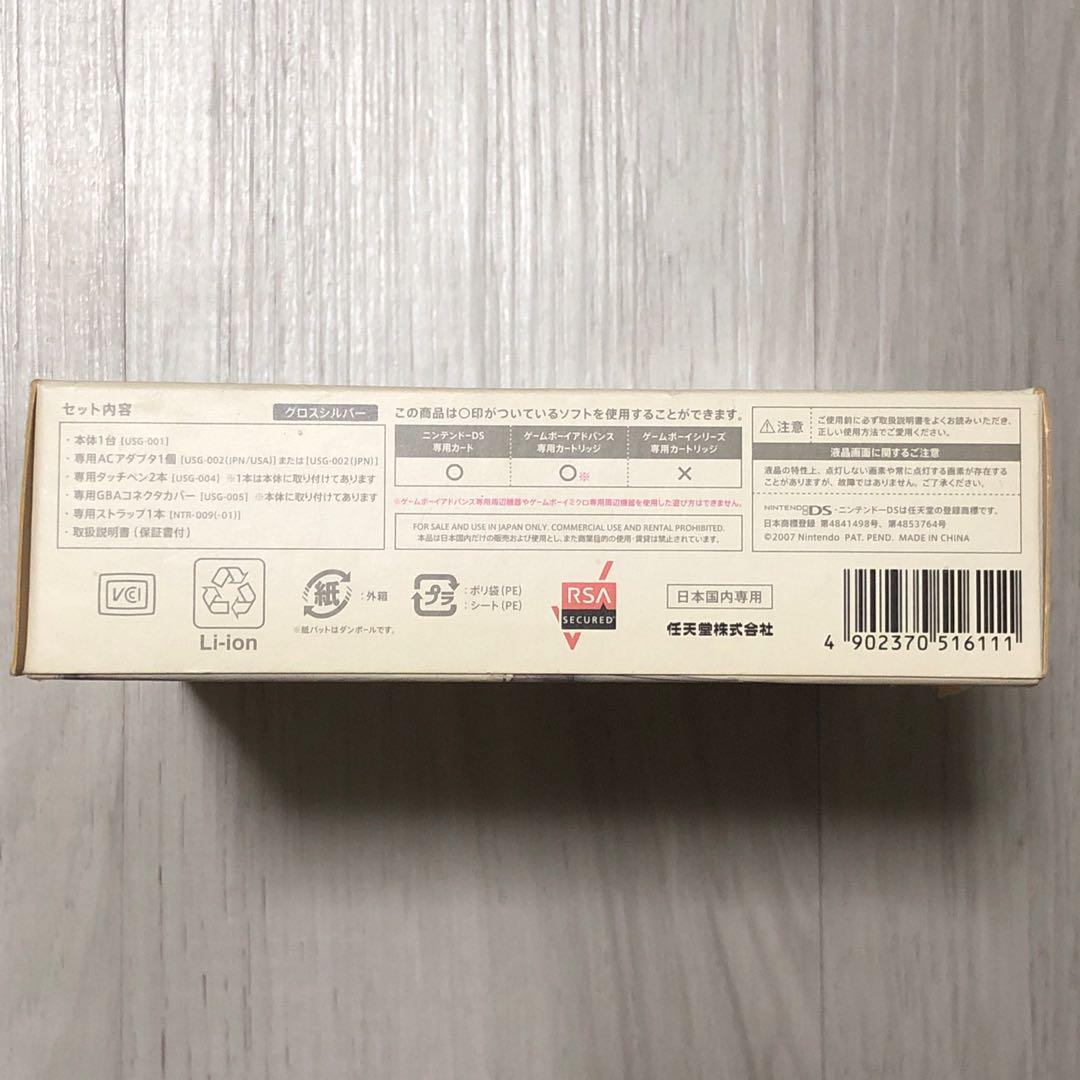 セット内容
グロスシルバー
・本体1台 [USG-001]
・専用ACアダプタ1個 [USG-002(JPN/USA)]または[USG-002(JPN)]
・専用タッチペン2本 [USG-004] ※1本は本体に取り付けてあります
・専用GBAコネクタカバー [USG-005] ※本体に取り付けてあります
・専用ストラップ1本 [NTR-009(-01)]
・取扱説明書（保証書付）
この商品は〇印がついているソフトを使用することができます。
ニンテンドーDS
専用カード
ゲームボーイアドバンス
専用カートリッジ
ゲームボーイシリーズ
専用カートリッジ
〇
〇※
×
※ゲームボーイアドバンス専用周辺機器やゲームボーイミクロ専用周辺機器を使用した遊び方はできません。
FOR SALE AND USE IN JAPAN ONLY. COMMERCIAL USE AND RENTAL PROHIBITED.
本品は日本国内だけの販売および使用とし、また商業目的の使用・賃貸は禁止されています。
注意
ご使用前に必ず取扱説明書をよくお読みいただき、
正しい使用方法でご愛用ください。
液晶画面に関するご注意
液晶の特性上、点灯しない画素や常に点灯する画素が存在する
ことがありますが、故障ではありません。ご了承ください。
NINTENDO DS・ニンテンドーDSは任天堂の登録商標です。
日本商標登録 第4841498号、第4853764号
©2007 Nintendo PAT. PEND. MADE IN CHINA
VCI
Li-ion
紙
：外箱
※紙パットはダンボールです。
プラ
：ポリ袋(PE)
：シート(PE)
RSA
SECURED
日本国内専用
任天堂株式会社
4 902370 516111